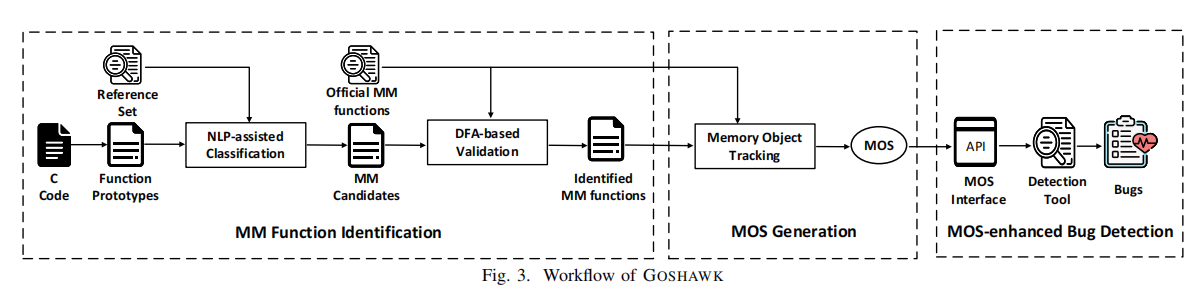 Reference
Set
Official MM
functions
NLP-assisted
Classification
DFA-based
Validation
Memory Object
Tracking
MOS
API
C
Code
Function
Prototypes
MM
Candidates
Identified
MM functions
MOS
Interface
Detection
Tool
Bugs
MM Function Identification
MOS Generation
MOS-enhanced Bug Detection
Fig. 3. Workflow of GOSHAWK